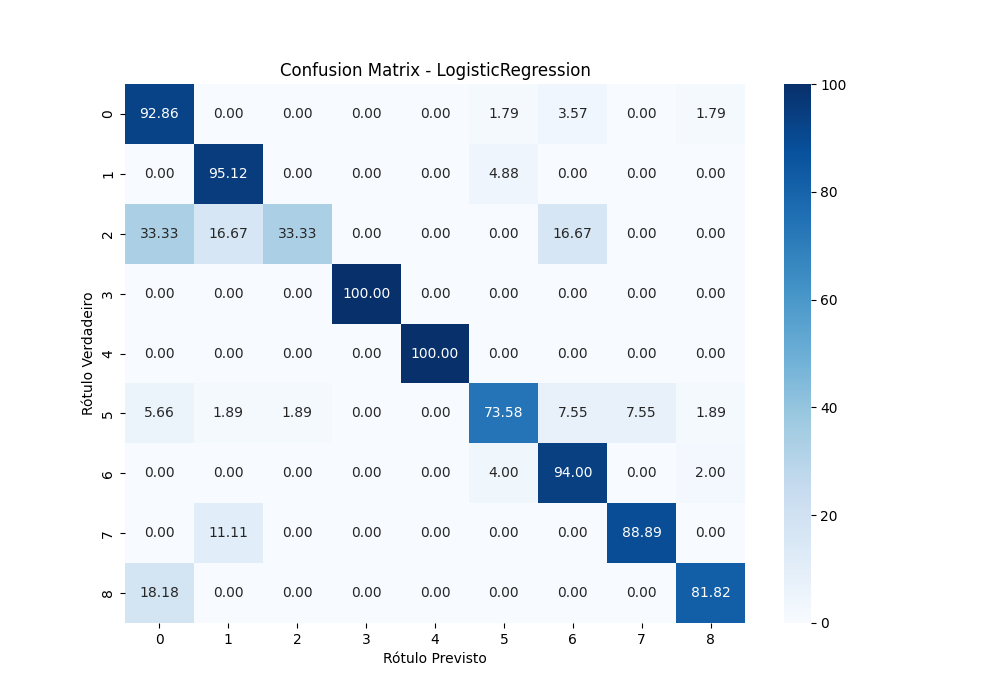 Confusion Matrix - LogisticRegression
Rótulo Verdadeiro
0 92.86 0.00 0.00 0.00 0.00 1.79 3.57 0.00 1.79
1 0.00 95.12 0.00 0.00 0.00 4.88 0.00 0.00 0.00
2 33.33 16.67 33.33 0.00 0.00 0.00 16.67 0.00 0.00
3 0.00 0.00 0.00 100.00 0.00 0.00 0.00 0.00 0.00
4 0.00 0.00 0.00 0.00 100.00 0.00 0.00 0.00 0.00
5 5.66 1.89 1.89 0.00 0.00 73.58 7.55 7.55 1.89
6 0.00 0.00 0.00 0.00 0.00 4.00 94.00 0.00 2.00
7 0.00 11.11 0.00 0.00 0.00 0.00 0.00 88.89 0.00
8 18.18 0.00 0.00 0.00 0.00 0.00 0.00 0.00 81.82
0 1 2 3 4 5 6 7 8
Rótulo Previsto
100
80
60
40
20
0